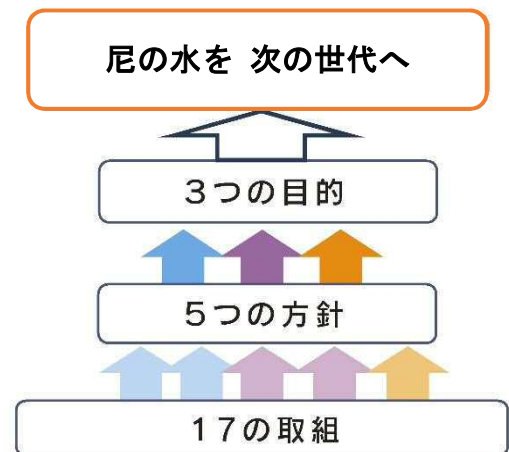 尼の水を 次の世代へ
３つの目的
５つの方針
１７の取組